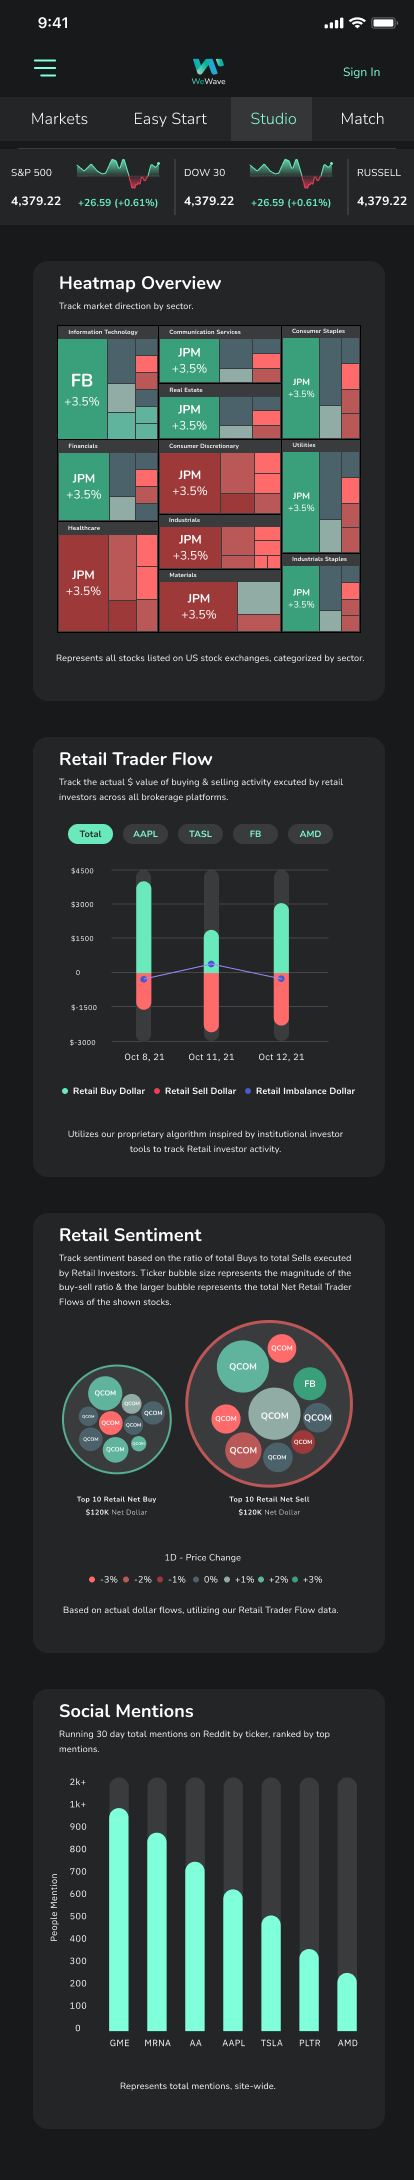 9:41
WeWave
Sign In
Markets Easy Start Studio Match
S&P 500 DOW 30 RUSSELL
4,379.22 +26.59 (+0.61%) 4,379.22 +26.59 (+0.61%) 4,379.22
Heatmap Overview
Track market direction by sector.
Information Technology
FB
+3.5%
Financials
JPM
+3.5%
Healthcare
JPM
+3.5%
Communication Services
JPM
+3.5%
Real Estate
JPM
+3.5%
Consumer Discretionary
JPM
+3.5%
Industrials
JPM
+3.5%
Materials
JPM
+3.5%
Consumer Staples
JPM
+3.5%
Utilities
JPM
+3.5%
Industrials Staples
JPM
+3.5%
Represents all stocks listed on US stock exchanges, categorized by sector.
Retail Trader Flow
Track the actual $ value of buying & selling activity excuted by retail
investors across all brokerage platforms.
Total AAPL TASL FB AMD
$4500
$3000
$1500
0
$-1500
$-3000
Oct 8, 21 Oct 11, 21 Oct 12, 21
Retail Buy Dollar Retail Sell Dollar Retail Imbalance Dollar
Utilizes our proprietary algorithm inspired by institutional investor
tools to track Retail investor activity.
Retail Sentiment
Track sentiment based on the ratio of total Buys to total Sells executed
by Retail Investors. Ticker bubble size represents the magnitude of the
buy-sell ratio & the larger bubble represents the total Net Retail Trader
Flows of the shown stocks.
QCOM
QCOM
QCOM
QCOM
QCOM
QCOM
QCOM
QCOM
QCOM
Top 10 Retail Net Buy
$120K Net Dollar
QCOM
QCOM
FB
QCOM
QCOM
QCOM
QCOM
QCOM
QCOM
Top 10 Retail Net Sell
$120K Net Dollar
1D - Price Change
-3% -2% -1% 0% +1% +2% +3%
Based on actual dollar flows, utilizing our Retail Trader Flow data.
Social Mentions
Running 30 day total mentions on Reddit by ticker, ranked by top
mentions.
People Mention
2k+
1k+
900
800
700
600
500
400
300
200
100
0
GME MRNA AA AAPL TSLA PLTR AMD
Represents total mentions, site-wide.